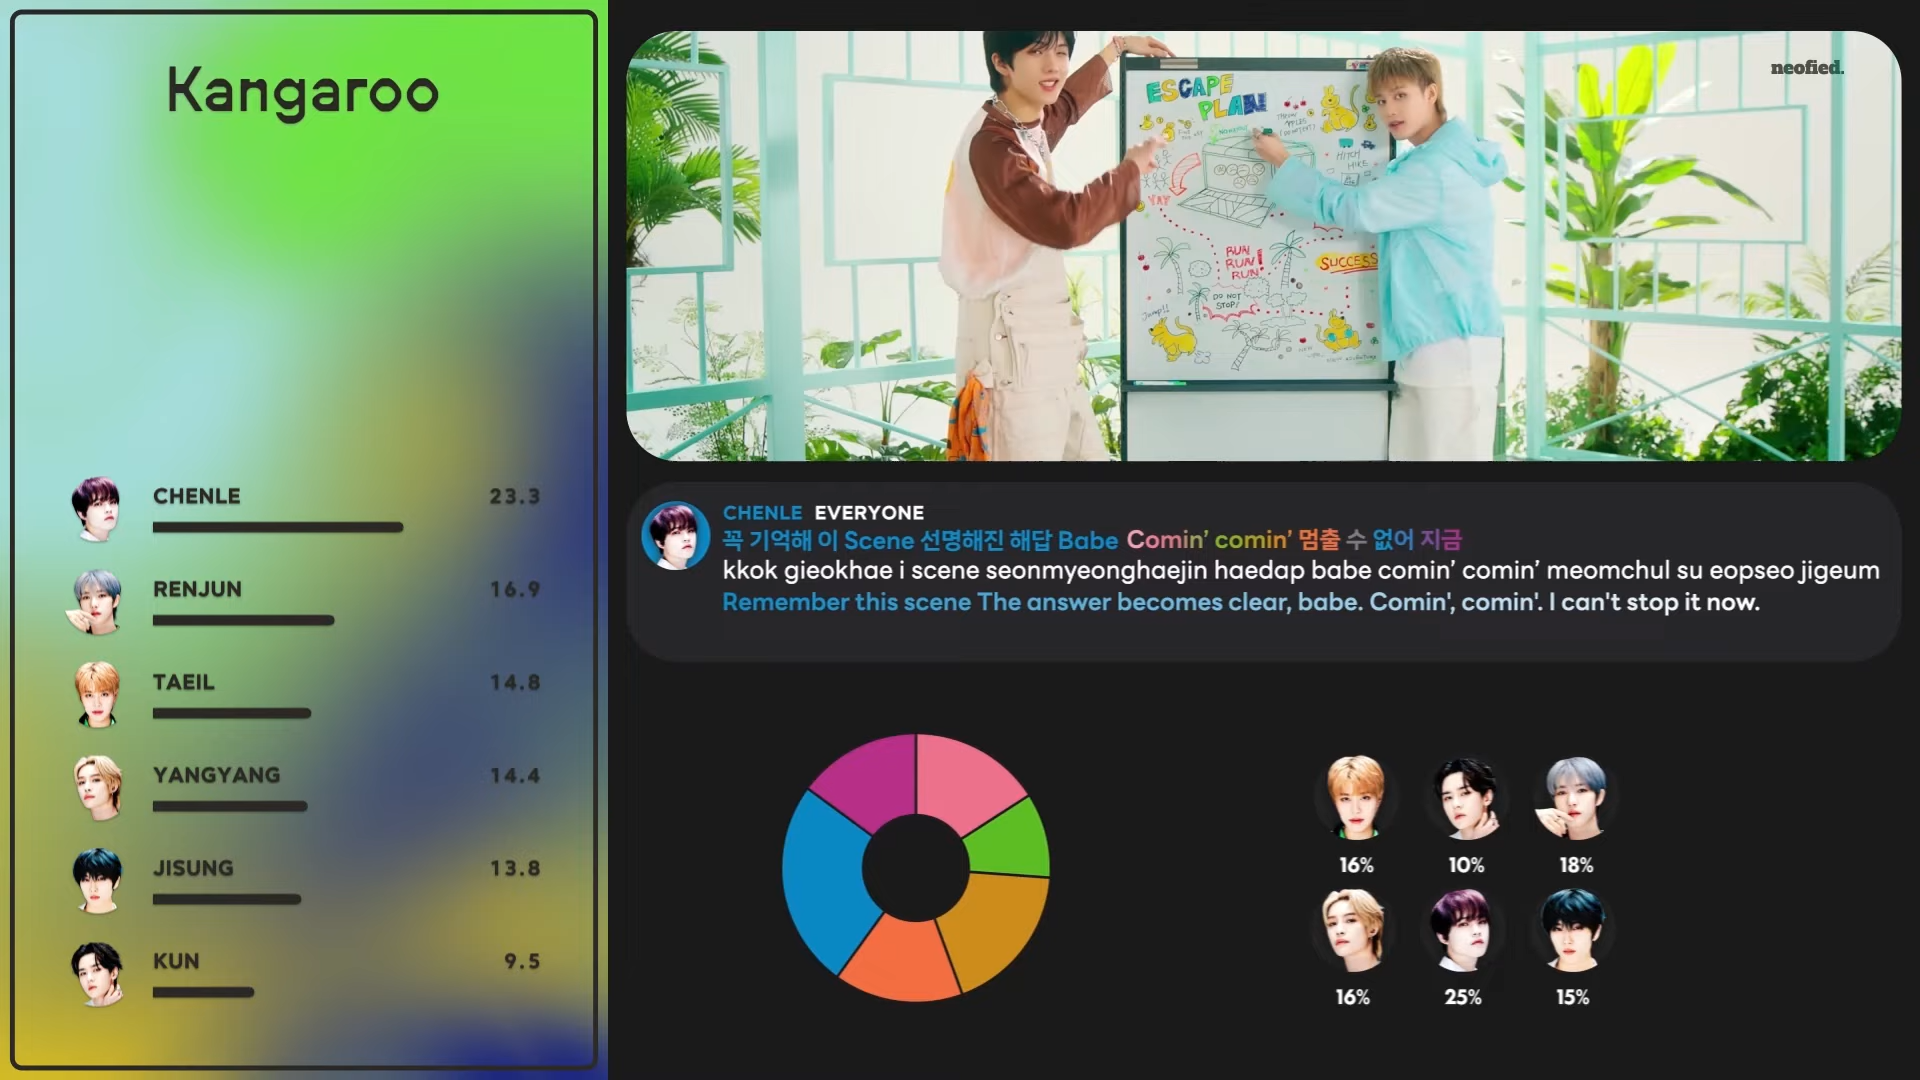 Kangaroo
CHENLE 23.3
RENJUN 16.9
TAEIL 14.8
YANGYANG 14.4
JISUNG 13.8
KUN 9.5
neofied.
ESCAPE
PLAN
HITCH
HIKE
YAY
RUN
RUN
RUN!
SUCCESS
DO NOT
STOP!
Jump!!
CHENLE EVERYONE
꼭 기억해 이 Scene 선명해진 해답 Babe Comin’ comin’ 멈출 수 없어 지금
kkok gieokhae i scene seonmyeonghaejin haedap babe comin’ comin’ meomchul su eopseo jigeum
Remember this scene The answer becomes clear, babe. Comin', comin'. I can't stop it now.
16% 10% 18%
16% 25% 15%